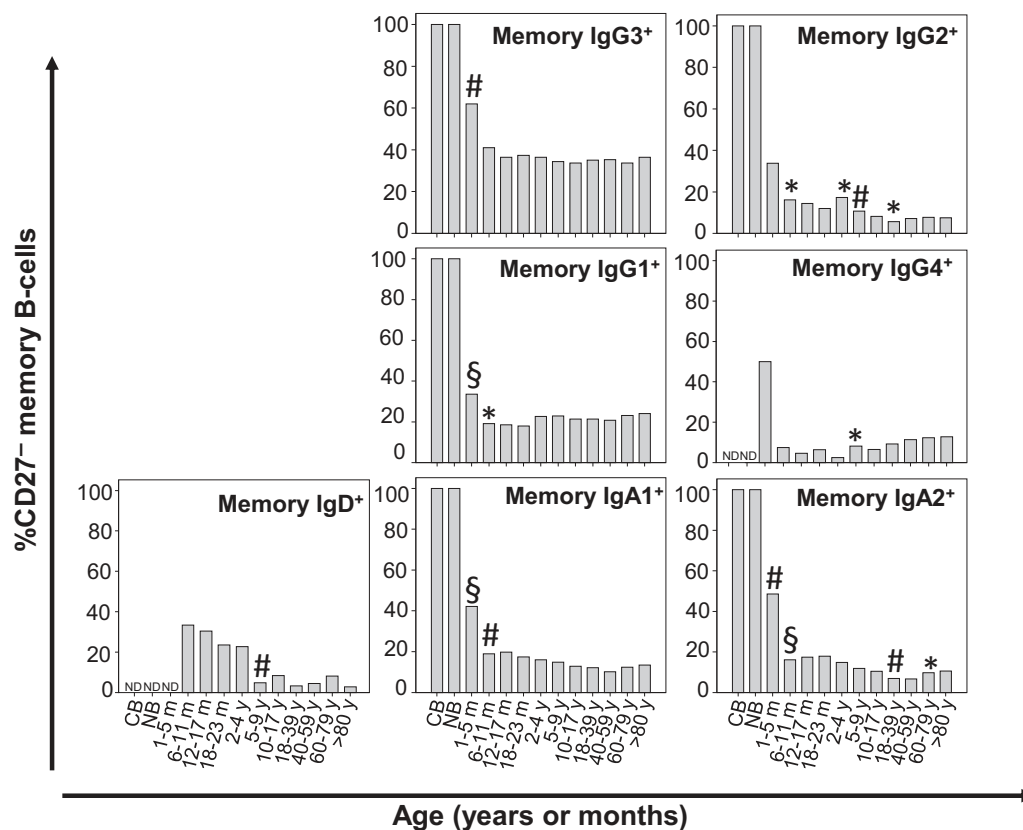 %CD27⁻ memory B-cells
Memory IgG3⁺
100
80
60
40
20
0
#
Memory IgG2⁺
100
80
60
40
20
0
* * # *
Memory IgG1⁺
100
80
60
40
20
0
§
*
Memory IgG4⁺
100
80
60
40
20
0
NDND
*
Memory IgD⁺
100
80
60
40
20
0
ND ND ND
#
CB
NB
1-5 m
6-11 m
12-17 m
18-23 m
2-4 y
5-9 y
10-17 y
18-39 y
40-59 y
60-79 y
>80 y
Memory IgA1⁺
100
80
60
40
20
0
§
#
CB
NB
1-5 m
6-11 m
12-17 m
18-23 m
2-4 y
5-9 y
10-17 y
18-39 y
40-59 y
60-79 y
>80 y
Memory IgA2⁺
100
80
60
40
20
0
#
§
# *
CB
NB
1-5 m
6-11 m
12-17 m
18-23 m
2-4 y
5-9 y
10-17 y
18-39 y
40-59 y
60-79 y
>80 y
Age (years or months)